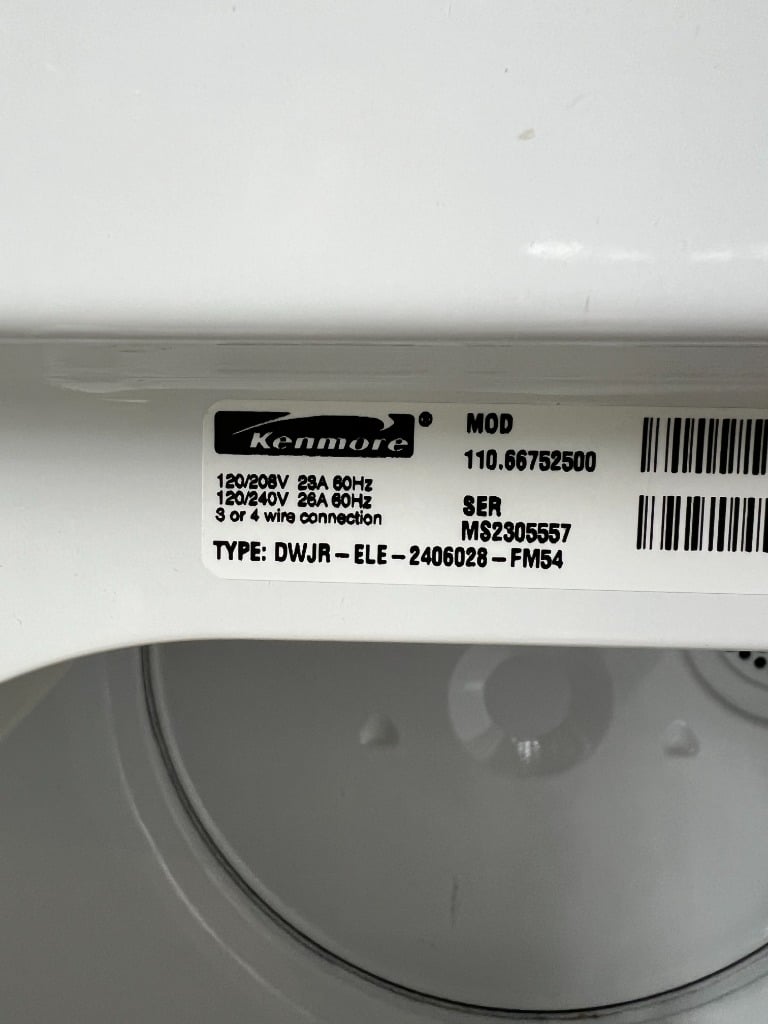 Kenmore®
120/208V 23A 60Hz
120/240V 26A 60Hz
3 or 4 wire connection
MOD
110.66752500
SER
MS2305557
TYPE: DWJR-ELE-2406028-FM54